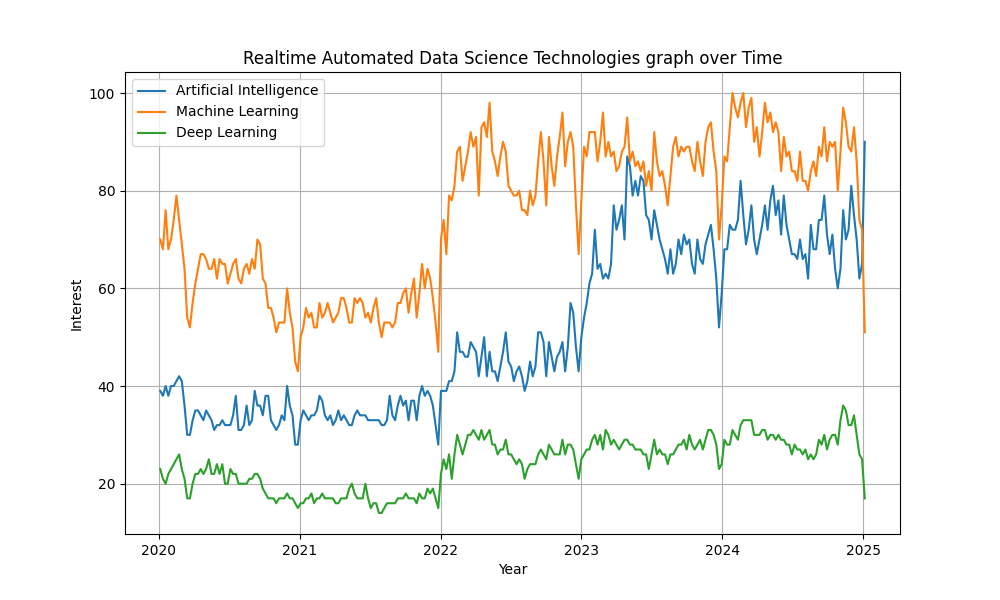 Realtime Automated Data Science Technologies graph over Time
Artificial Intelligence
Machine Learning
Deep Learning
100
80
60
40
20
Interest
2020 2021 2022 2023 2024 2025
Year